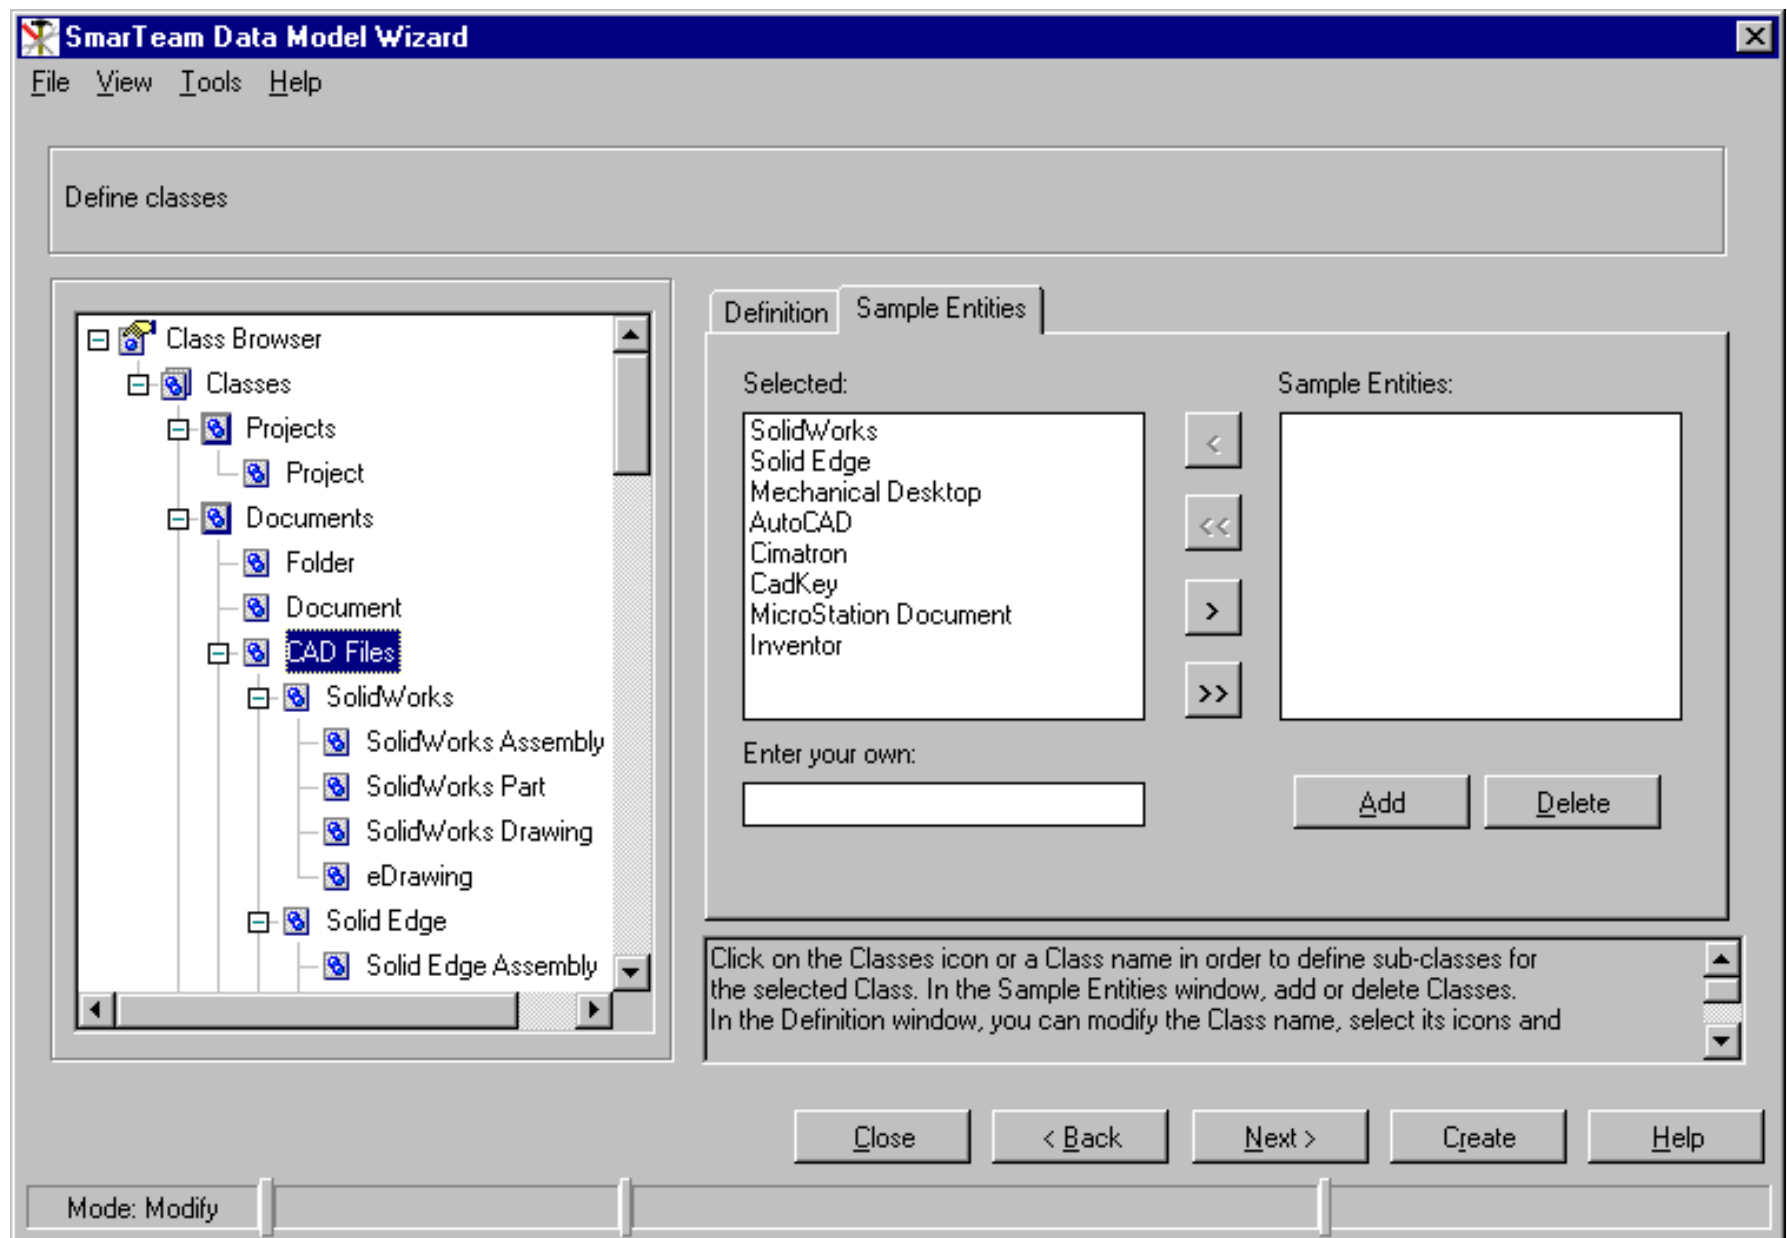 SmarTeam Data Model Wizard
File View Tools Help
Define classes
Class Browser
Classes
Projects
Project
Documents
Folder
Document
CAD Files
SolidWorks
SolidWorks Assembly
SolidWorks Part
SolidWorks Drawing
eDrawing
Solid Edge
Solid Edge Assembly
Definition Sample Entities
Selected: Sample Entities:
SolidWorks
Solid Edge
Mechanical Desktop
AutoCAD
Cimatron
CadKey
MicroStation Document
Inventor
<
<<
>
>>
Enter your own:
Add Delete
Click on the Classes icon or a Class name in order to define sub-classes for
the selected Class. In the Sample Entities window, add or delete Classes.
In the Definition window, you can modify the Class name, select its icons and
Close < Back Next > Create Help
Mode: Modify